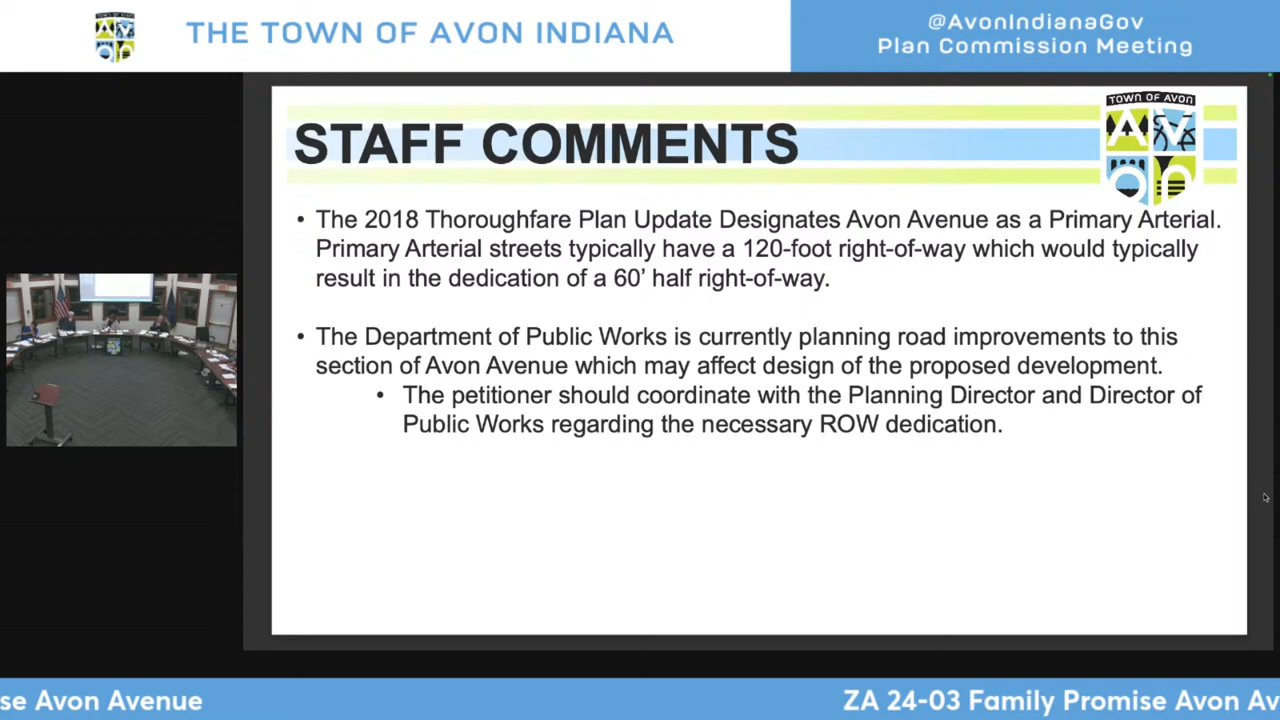 THE TOWN OF AVON INDIANA
@AvonIndianaGov
Plan Commission Meeting
STAFF COMMENTS
TOWN OF AVON
Avon
• The 2018 Thoroughfare Plan Update Designates Avon Avenue as a Primary Arterial.
Primary Arterial streets typically have a 120-foot right-of-way which would typically
result in the dedication of a 60’ half right-of-way.
• The Department of Public Works is currently planning road improvements to this
section of Avon Avenue which may affect design of the proposed development.
• The petitioner should coordinate with the Planning Director and Director of
Public Works regarding the necessary ROW dedication.
se Avon Avenue
ZA 24-03 Family Promise Avon Av